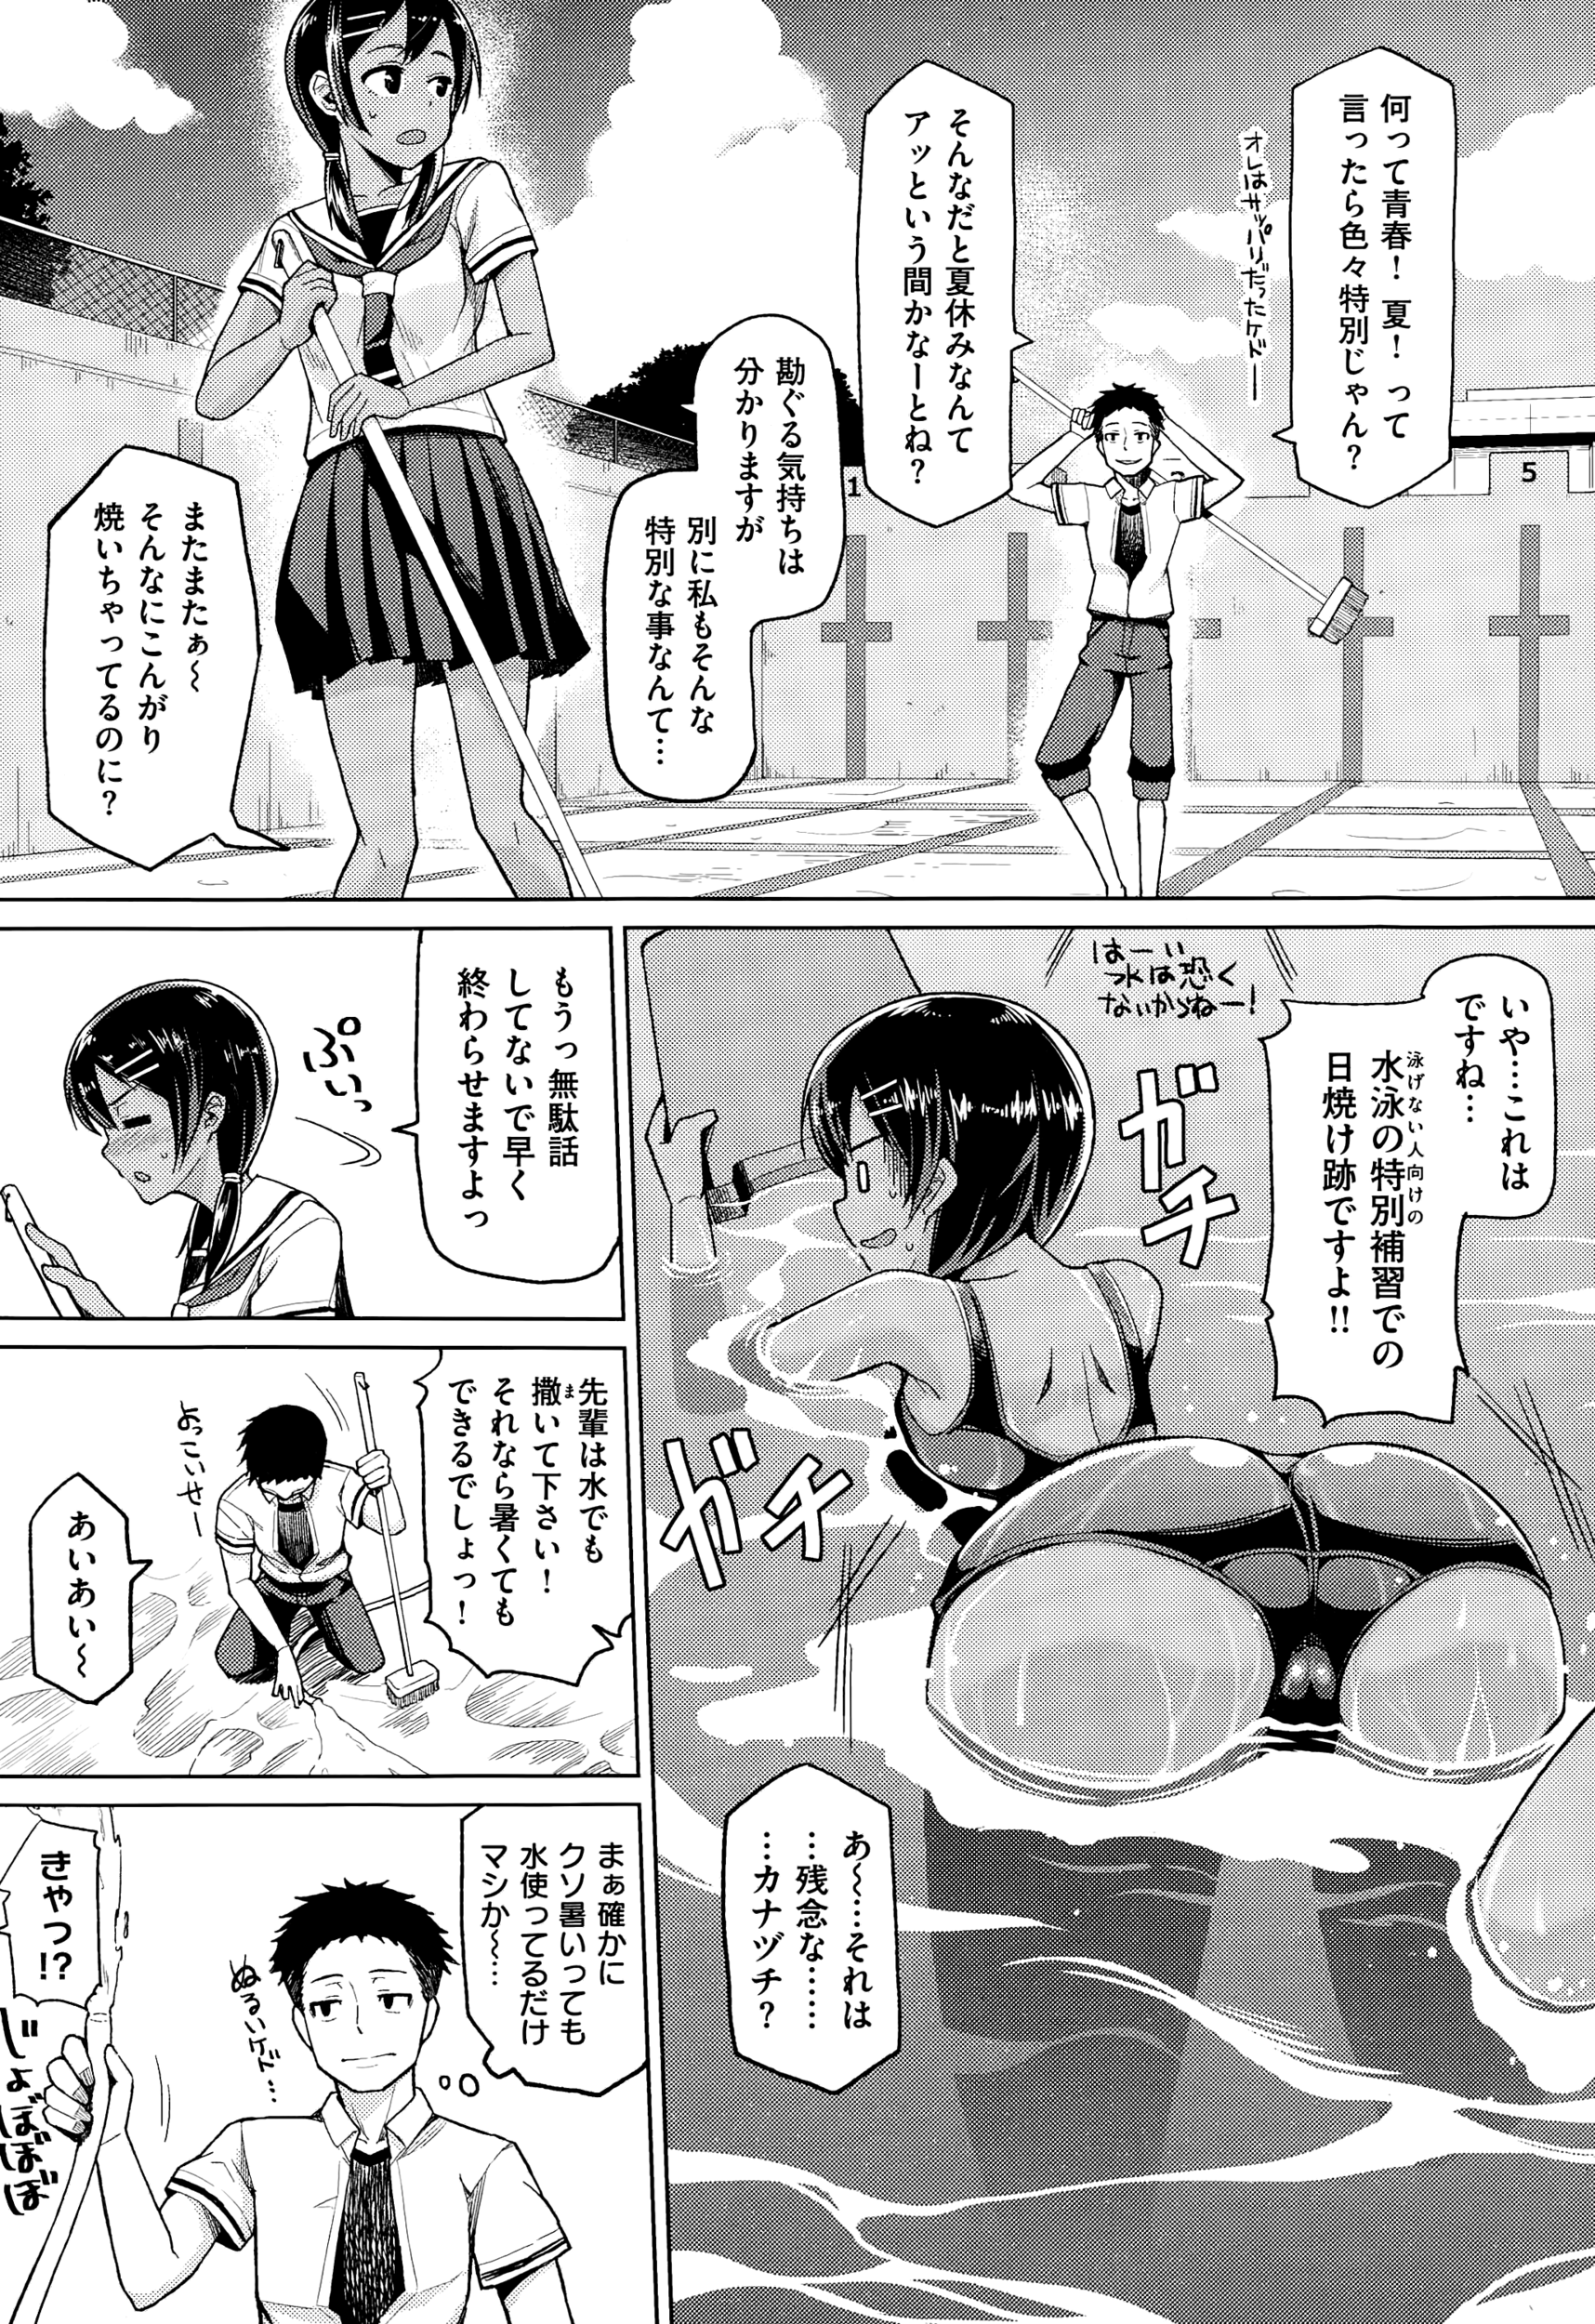 何って青春！夏！って
言ったら色々特別じゃん？
オレはサッパリだったケドー
そんなだと夏休みなんて
アッという間かなーとね？
勘ぐる気持ちは
分かりますが
別に私もそんな
特別な事なんて…
またまたぁ～
そんなにこんがり
焼いちゃってるのに？
1
3
5
いや…これは
ですね…
水泳の特別補習での
泳げない人向けの
日焼け跡ですよ!!
はーい
水は恐く
ないからねー！
ガチ
ガチ
あ～…それは
…残念な……
…カナヅチ？
もうっ無駄話
してないで早く
終わらせますよっ
ぷいっ
先輩は水でも
撒いて下さい！
ま
それなら暑くても
できるでしょっ！
よっこいせー
あいあい～
まぁ確かに
クソ暑いっても
水使ってるだけ
マシか～…
ぬるいケド…
きゃつ!?
じょぼぼぼ